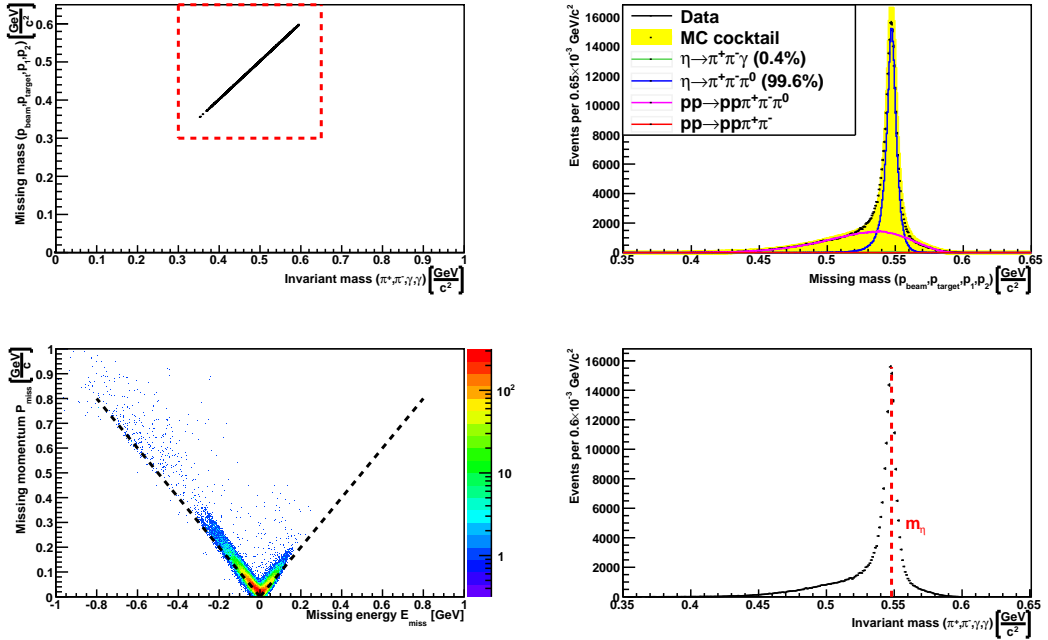 Missing mass (p_beam,p_target,p_1,p_2) [GeV/c²]
0.6
0.5
0.4
0.3
0.2
0.1
0
0 0.1 0.2 0.3 0.4 0.5 0.6 0.7 0.8 0.9 1
Invariant mass (π⁺,π⁻,γ,γ) [GeV/c²]
Events per 0.65×10⁻³ GeV/c²
16000
14000
12000
10000
8000
6000
4000
2000
0
Data
MC cocktail
η→π⁺π⁻γ (0.4%)
η→π⁺π⁻π⁰ (99.6%)
pp→ppπ⁺π⁻π⁰
pp→ppπ⁺π⁻
0.35 0.4 0.45 0.5 0.55 0.6 0.65
Missing mass (p_beam,p_target,p_1,p_2) [GeV/c²]
Missing momentum P_miss [GeV/c]
1
0.9
0.8
0.7
0.6
0.5
0.4
0.3
0.2
0.1
0
-1 -0.8 -0.6 -0.4 -0.2 0 0.2 0.4 0.6 0.8 1
Missing energy E_miss [GeV]
10²
10
1
Events per 0.6×10⁻³ GeV/c²
16000
14000
12000
10000
8000
6000
4000
2000
0
m_η
0.35 0.4 0.45 0.5 0.55 0.6 0.65
Invariant mass (π⁺,π⁻,γ,γ) [GeV/c²]